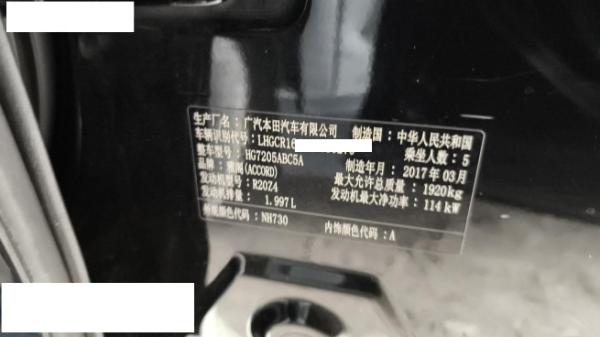 生产厂名：广汽本田汽车有限公司 制造国：中华人民共和国
车辆识别代号：LHGCR16 乘坐人数：5
整车型号：HG7205ABC5A 制造年月：2017年03月
品牌：雅阁(ACCORD) 最大允许总质量：1920kg
发动机型号：R20Z4 发动机最大净功率：114kW
发动机排量：1.997L
颜色代码：NH730 内饰颜色代码：A